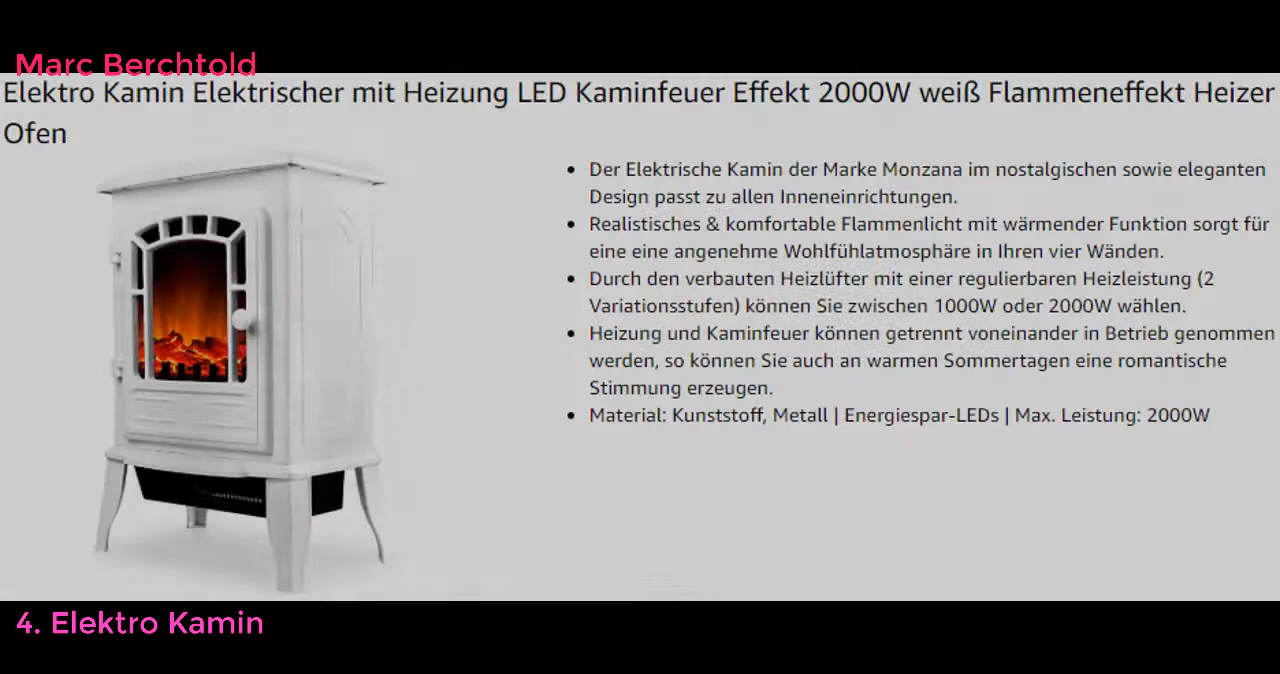 Marc Berchtold
Elektro Kamin Elektrischer mit Heizung LED Kaminfeuer Effekt 2000W weiß Flammeneffekt Heizer
Ofen
• Der Elektrische Kamin der Marke Monzana im nostalgischen sowie eleganten
Design passt zu allen Inneneinrichtungen.
• Realistisches & komfortable Flammenlicht mit wärmender Funktion sorgt für
eine eine angenehme Wohlfühlatmosphäre in Ihren vier Wänden.
• Durch den verbauten Heizlüfter mit einer regulierbaren Heizleistung (2
Variationsstufen) können Sie zwischen 1000W oder 2000W wählen.
• Heizung und Kaminfeuer können getrennt voneinander in Betrieb genommen
werden, so können Sie auch an warmen Sommertagen eine romantische
Stimmung erzeugen.
• Material: Kunststoff, Metall | Energiespar-LEDs | Max. Leistung: 2000W
4. Elektro Kamin